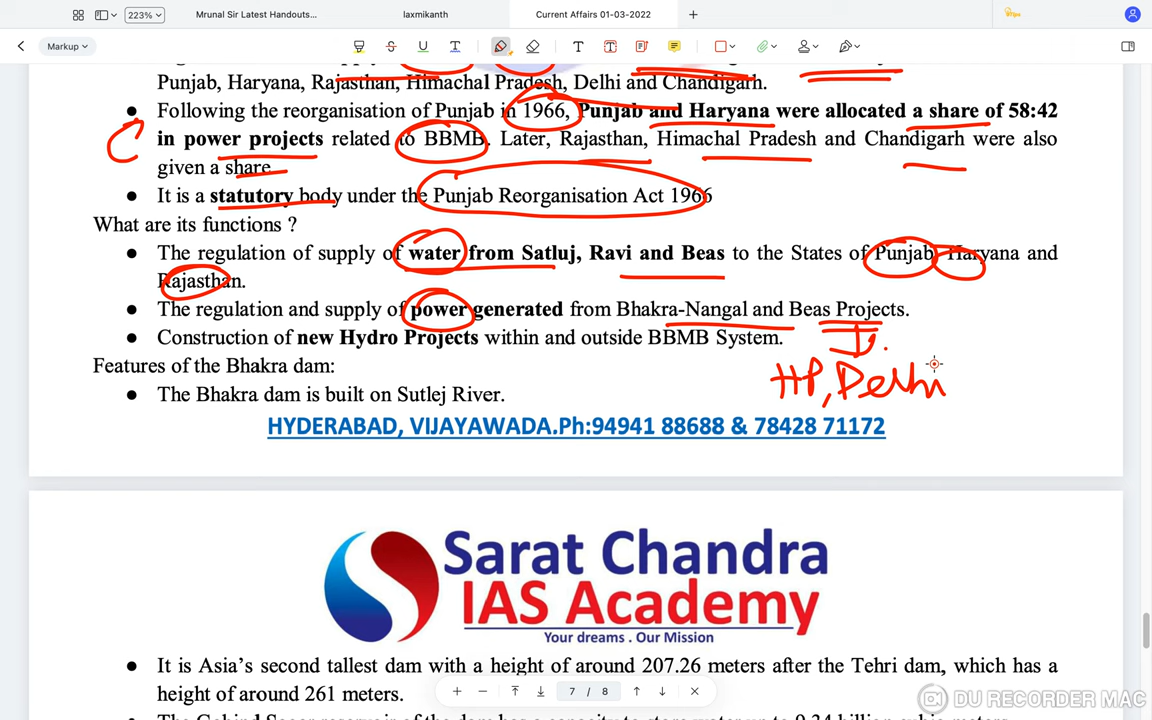 223%
Mrunal Sir Latest Handouts...
laxmikanth
Current Affairs 01-03-2022
Markup
Punjab, Haryana, Rajasthan, Himachal Pradesh, Delhi and Chandigarh.
● Following the reorganisation of Punjab in 1966, Punjab and Haryana were allocated a share of 58:42
in power projects related to BBMB. Later, Rajasthan, Himachal Pradesh and Chandigarh were also
given a share.
● It is a statutory body under the Punjab Reorganisation Act 1966
What are its functions ?
● The regulation of supply of water from Satluj, Ravi and Beas to the States of Punjab, Haryana and
Rajasthan.
● The regulation and supply of power generated from Bhakra-Nangal and Beas Projects.
● Construction of new Hydro Projects within and outside BBMB System.
Features of the Bhakra dam:
HP, Delhi
● The Bhakra dam is built on Sutlej River.
HYDERABAD, VIJAYAWADA.Ph:94941 88688 & 78428 71172
Sarat Chandra
IAS Academy
Your dreams . Our Mission
● It is Asia's second tallest dam with a height of around 207.26 meters after the Tehri dam, which has a
height of around 261 meters.
7 / 8
DU RECORDER MAC